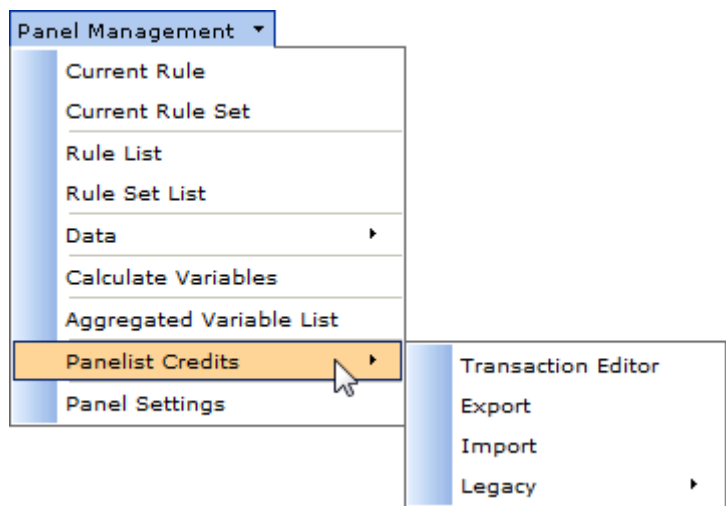 Panel Management
Current Rule
Current Rule Set
Rule List
Rule Set List
Data
Calculate Variables
Aggregated Variable List
Panelist Credits
Panel Settings
Transaction Editor
Export
Import
Legacy